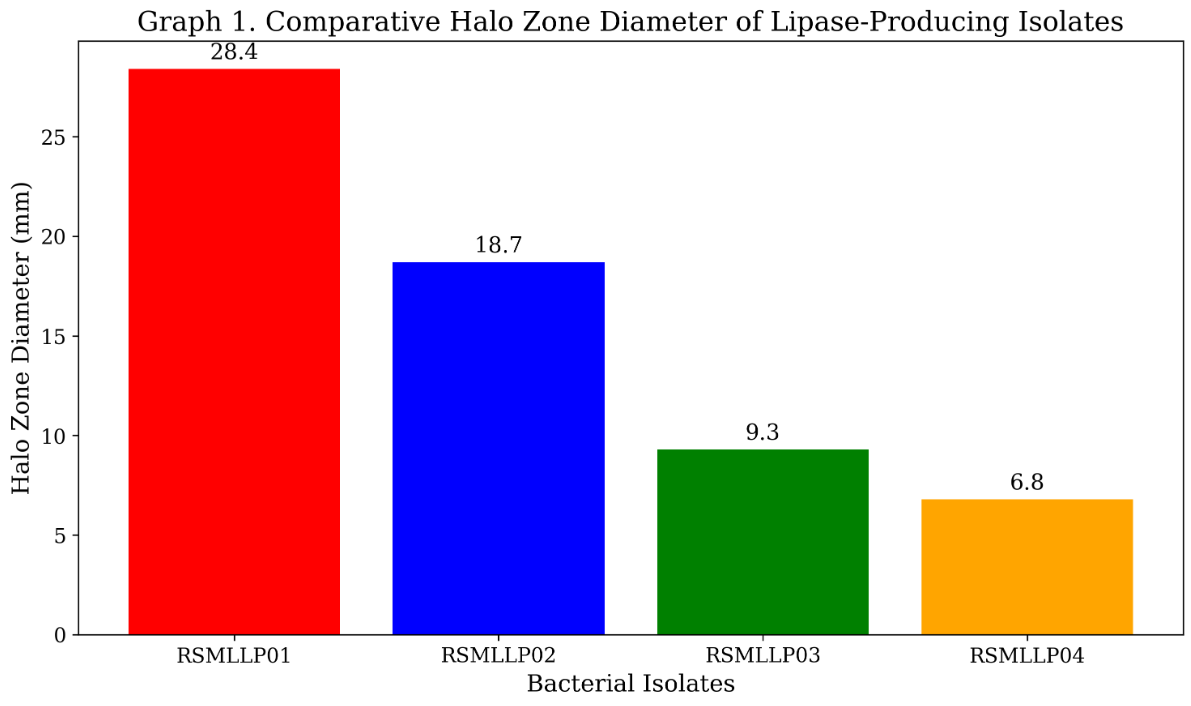 Graph 1. Comparative Halo Zone Diameter of Lipase-Producing Isolates
28.4
25
18.7
20
Halo Zone Diameter (mm)
15
9.3
10
6.8
5
0
RSMLLP01 RSMLLP02 RSMLLP03 RSMLLP04
Bacterial Isolates